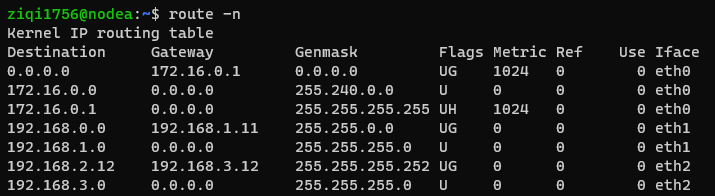 ziqi1756@nodea:~$ route -n
Kernel IP routing table
Destination     Gateway         Genmask         Flags Metric Ref    Use Iface
0.0.0.0         172.16.0.1      0.0.0.0         UG    1024   0        0 eth0
172.16.0.0      0.0.0.0         255.240.0.0     U     0      0        0 eth0
172.16.0.1      0.0.0.0         255.255.255.255 UH    1024   0        0 eth0
192.168.0.0     192.168.1.11    255.255.0.0     UG    0      0        0 eth1
192.168.1.0     0.0.0.0         255.255.255.0   U     0      0        0 eth1
192.168.2.12    192.168.3.12    255.255.255.252 UG    0      0        0 eth2
192.168.3.0     0.0.0.0         255.255.255.0   U     0      0        0 eth2